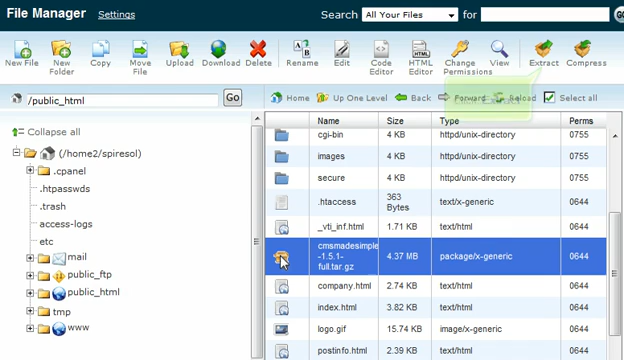 File Manager Settings Search All Your Files for Go
New File New Folder Copy Move File Upload Download Delete Rename Edit Code Editor HTML Editor Change Permissions View Extract Compress
/public_html Go Home Up One Level Back Forward Reload Select all
Collapse all
(/home2/spiresol)
.cpanel
.htpasswds
.trash
access-logs
etc
mail
public_ftp
public_html
tmp
www
Name Size Type Perms
cgi-bin 4 KB httpd/unix-directory 0755
images 4 KB httpd/unix-directory 0755
secure 4 KB httpd/unix-directory 0755
.htaccess 363 Bytes text/x-generic 0644
_vti_inf.html 1.71 KB text/html 0644
cmsmadesimple-1.5.1-full.tar.gz 4.37 MB package/x-generic 0644
company.html 2.74 KB text/html 0644
index.html 3.82 KB text/html 0644
logo.gif 15.74 KB image/x-generic 0644
postinfo.html 2.39 KB text/html 0644